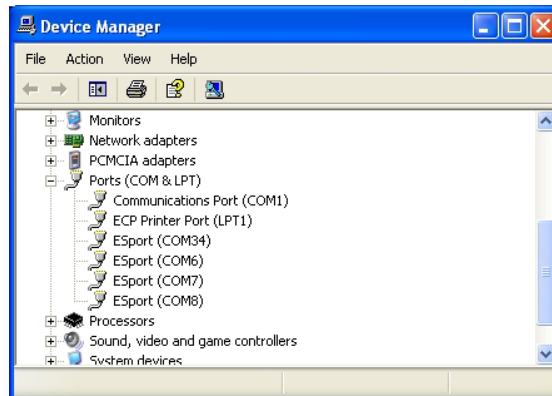 Device Manager
File Action View Help
Monitors
Network adapters
PCMCIA adapters
Ports (COM & LPT)
Communications Port (COM1)
ECP Printer Port (LPT1)
ESport (COM34)
ESport (COM6)
ESport (COM7)
ESport (COM8)
Processors
Sound, video and game controllers
System devices